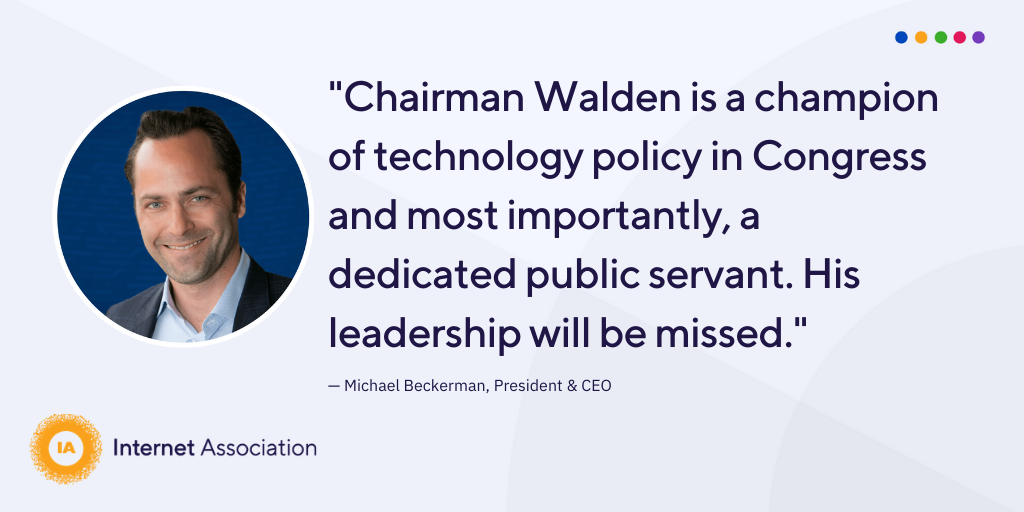 "Chairman Walden is a champion
of technology policy in Congress
and most importantly, a
dedicated public servant. His
leadership will be missed."
— Michael Beckerman, President & CEO
IA
Internet Association